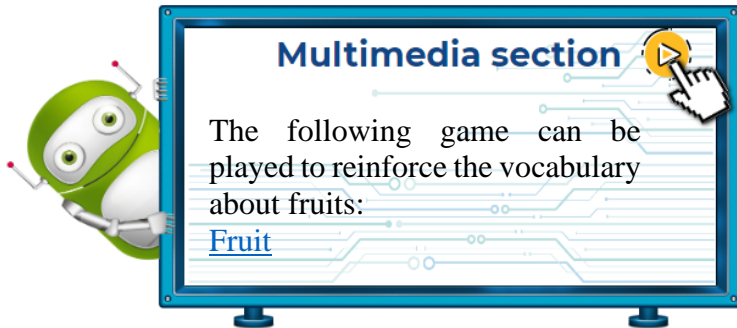 Multimedia section
The following game can be
played to reinforce the vocabulary
about fruits:
Fruit